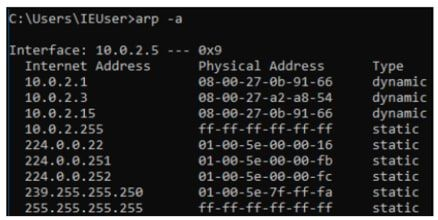 C:\Users\IEUser>arp -a
Interface: 10.0.2.5 --- 0x9
Internet Address Physical Address Type
10.0.2.1 08-00-27-0b-91-66 dynamic
10.0.2.3 08-00-27-a2-a8-54 dynamic
10.0.2.15 08-00-27-0b-91-66 dynamic
10.0.2.255 ff-ff-ff-ff-ff-ff static
224.0.0.22 01-00-5e-00-00-16 static
224.0.0.251 01-00-5e-00-00-fb static
224.0.0.252 01-00-5e-00-00-fc static
239.255.255.250 01-00-5e-7f-ff-fa static
255.255.255.255 ff-ff-ff-ff-ff-ff static